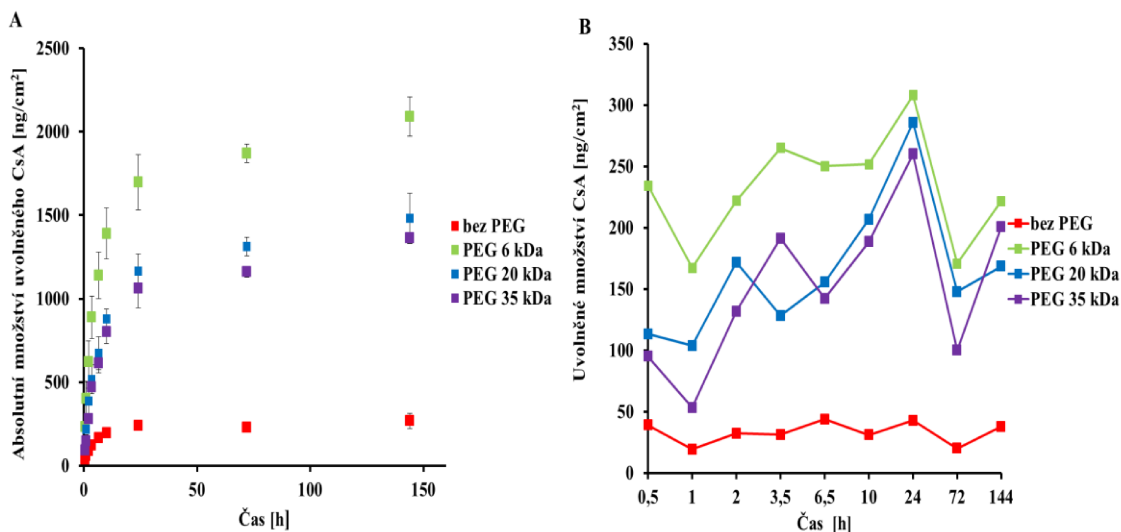 A
Absolutní množství uvolněného CsA [ng/cm²]
2500
2000
1500
1000
500
0
0
50
100
150
Čas [h]
bez PEG
PEG 6 kDa
PEG 20 kDa
PEG 35 kDa
B
Uvolněné množství CsA [ng/cm²]
350
300
250
200
150
100
50
0
0,5
1
2
3,5
6,5
10
24
72
144
Čas [h]
bez PEG
PEG 6 kDa
PEG 20 kDa
PEG 35 kDa